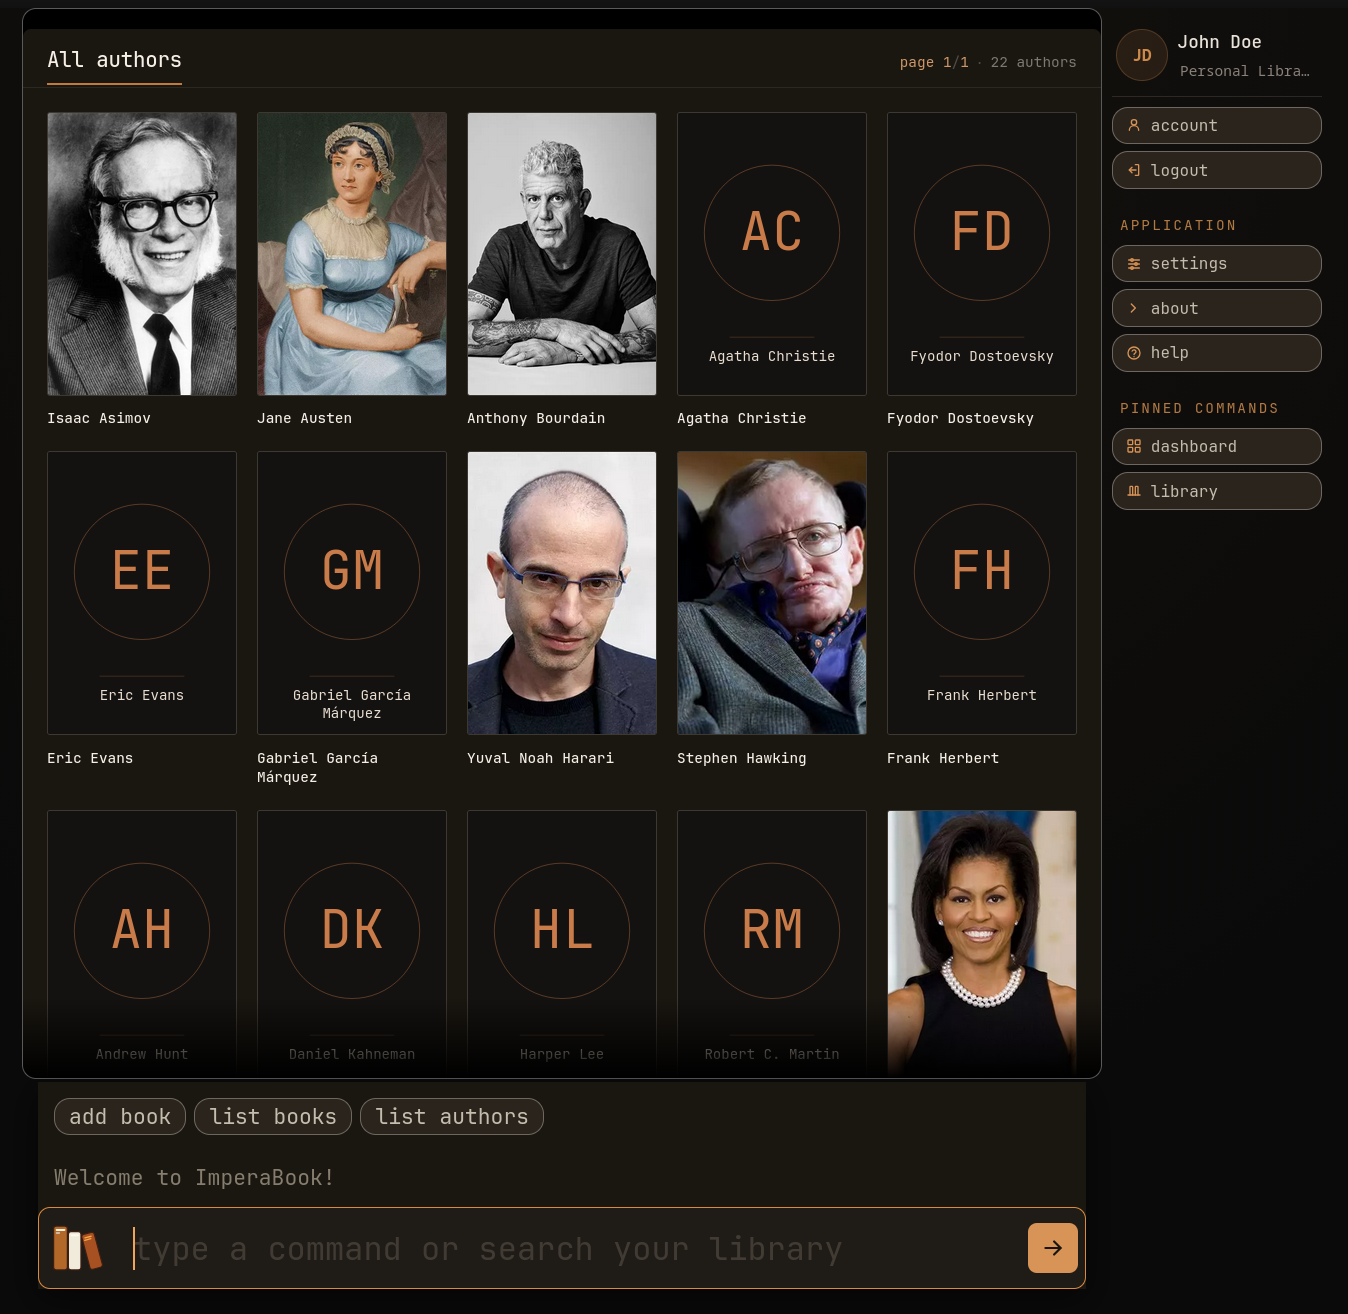 All authors
page 1/1 · 22 authors
AC
Agatha Christie
FD
Fyodor Dostoevsky
Isaac Asimov
Jane Austen
Anthony Bourdain
Agatha Christie
Fyodor Dostoevsky
EE
Eric Evans
GM
Gabriel García
Márquez
FH
Frank Herbert
Eric Evans
Gabriel García
Márquez
Yuval Noah Harari
Stephen Hawking
Frank Herbert
AH
Andrew Hunt
DK
Daniel Kahneman
HL
Harper Lee
RM
Robert C. Martin
add book
list books
list authors
Welcome to ImperaBook!
type a command or search your library
JD
John Doe
Personal Libra…
account
logout
APPLICATION
settings
about
help
PINNED COMMANDS
dashboard
library